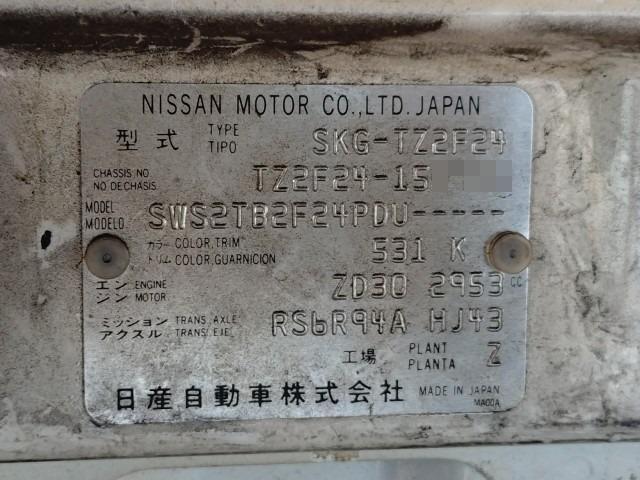 NISSAN MOTOR CO.,LTD. JAPAN
型式 TYPE TIPO SKG-TZ2F24
CHASSIS NO. NO DE CHASIS TZ2F24-15
MODEL MODELO SWS2TB2F24PDU-----
カラー COLOR,TRIM 531 K
トリム COLOR,GUARNICION
エンジン ENGINE MOTOR ZD30 2953 CC
ミッション TRANS.,AXLE RS6R94A HJ43
アクスル TRANS.,EJE
工場 PLANT PLANTA Z
日産自動車株式会社 MADE IN JAPAN
MA00A